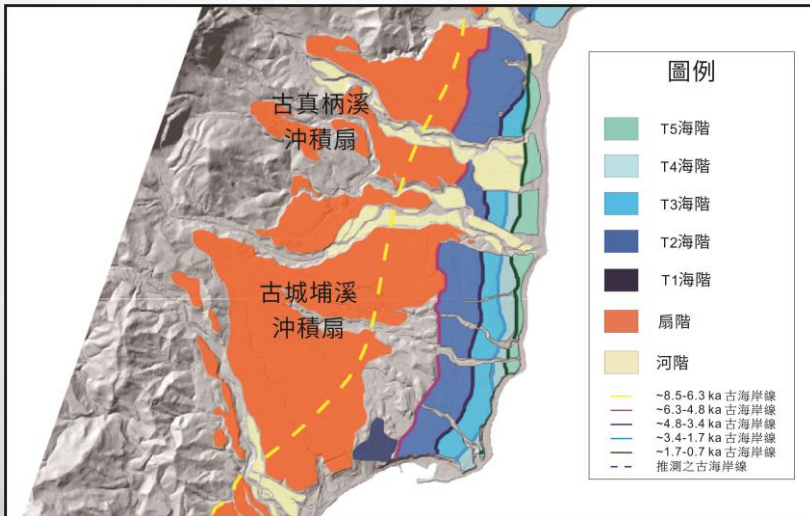 古真柄溪
沖積扇
古城埔溪
沖積扇
圖例
T5海階
T4海階
T3海階
T2海階
T1海階
扇階
河階
~8.5-6.3 ka 古海岸線
~6.3-4.8 ka 古海岸線
~4.8-3.4 ka 古海岸線
~3.4-1.7 ka 古海岸線
~1.7-0.7 ka 古海岸線
推測之古海岸線